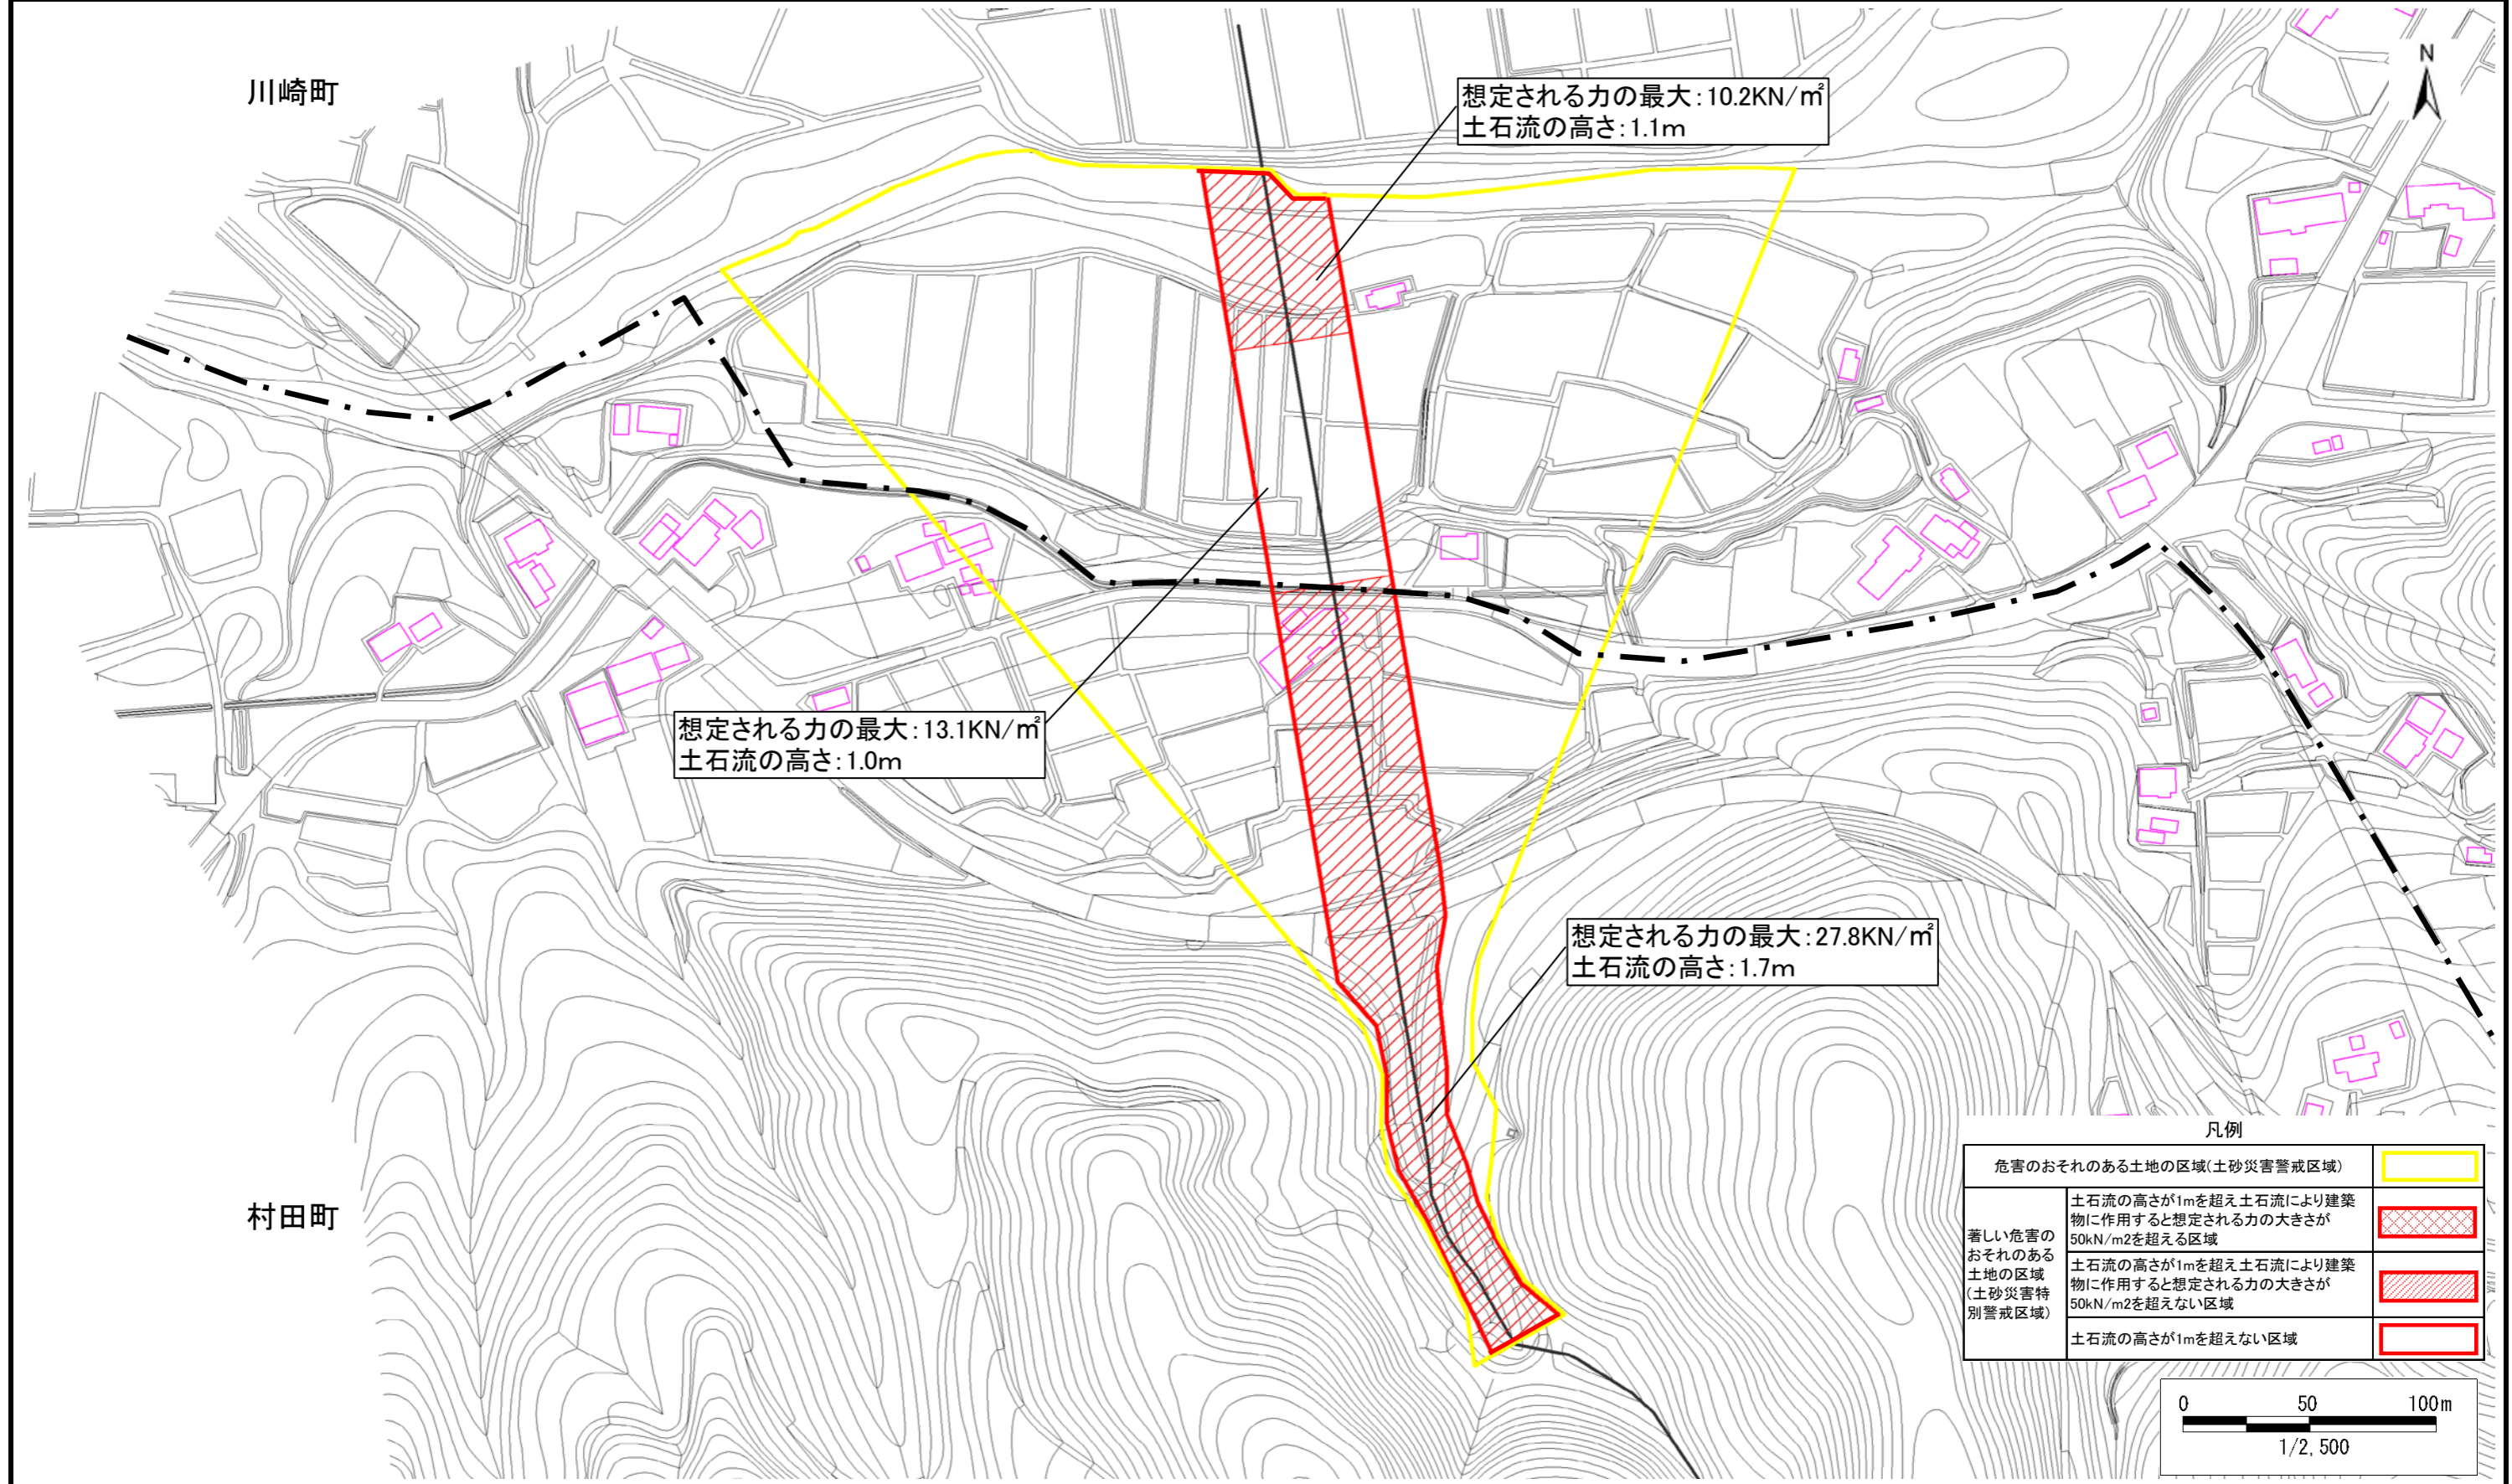 川崎町
N
想定される力の最大:10.2KN/㎡
土石流の高さ:1.1m
想定される力の最大:13.1KN/㎡
土石流の高さ:1.0m
想定される力の最大:27.8KN/㎡
土石流の高さ:1.7m
村田町
凡例
危害のおそれのある土地の区域(土砂災害警戒区域)
著しい危害の
おそれのある
土地の区域
(土砂災害特
別警戒区域)
土石流の高さが1mを超え土石流により建築
物に作用すると想定される力の大きさが
50kN/m2を超える区域
土石流の高さが1mを超え土石流により建築
物に作用すると想定される力の大きさが
50kN/m2を超えない区域
土石流の高さが1mを超えない区域
0 50 100m
1/2,500